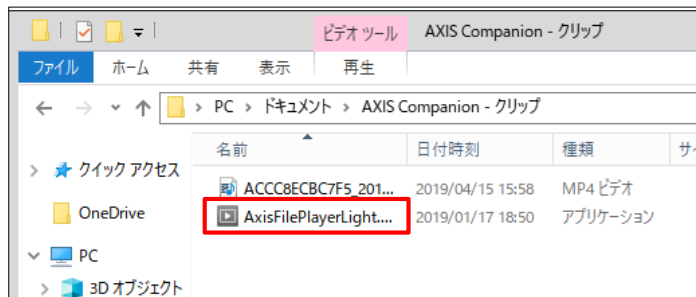 ビデオ ツール AXIS Companion - クリップ
ファイル ホーム 共有 表示 再生
PC › ドキュメント › AXIS Companion - クリップ
名前 日付時刻 種類 サイ
クイック アクセス
ACCC8ECBC7F5_201... 2019/04/15 15:58 MP4 ビデオ
OneDrive AxisFilePlayerLight.... 2019/01/17 18:50 アプリケーション
PC
3D オブジェクト